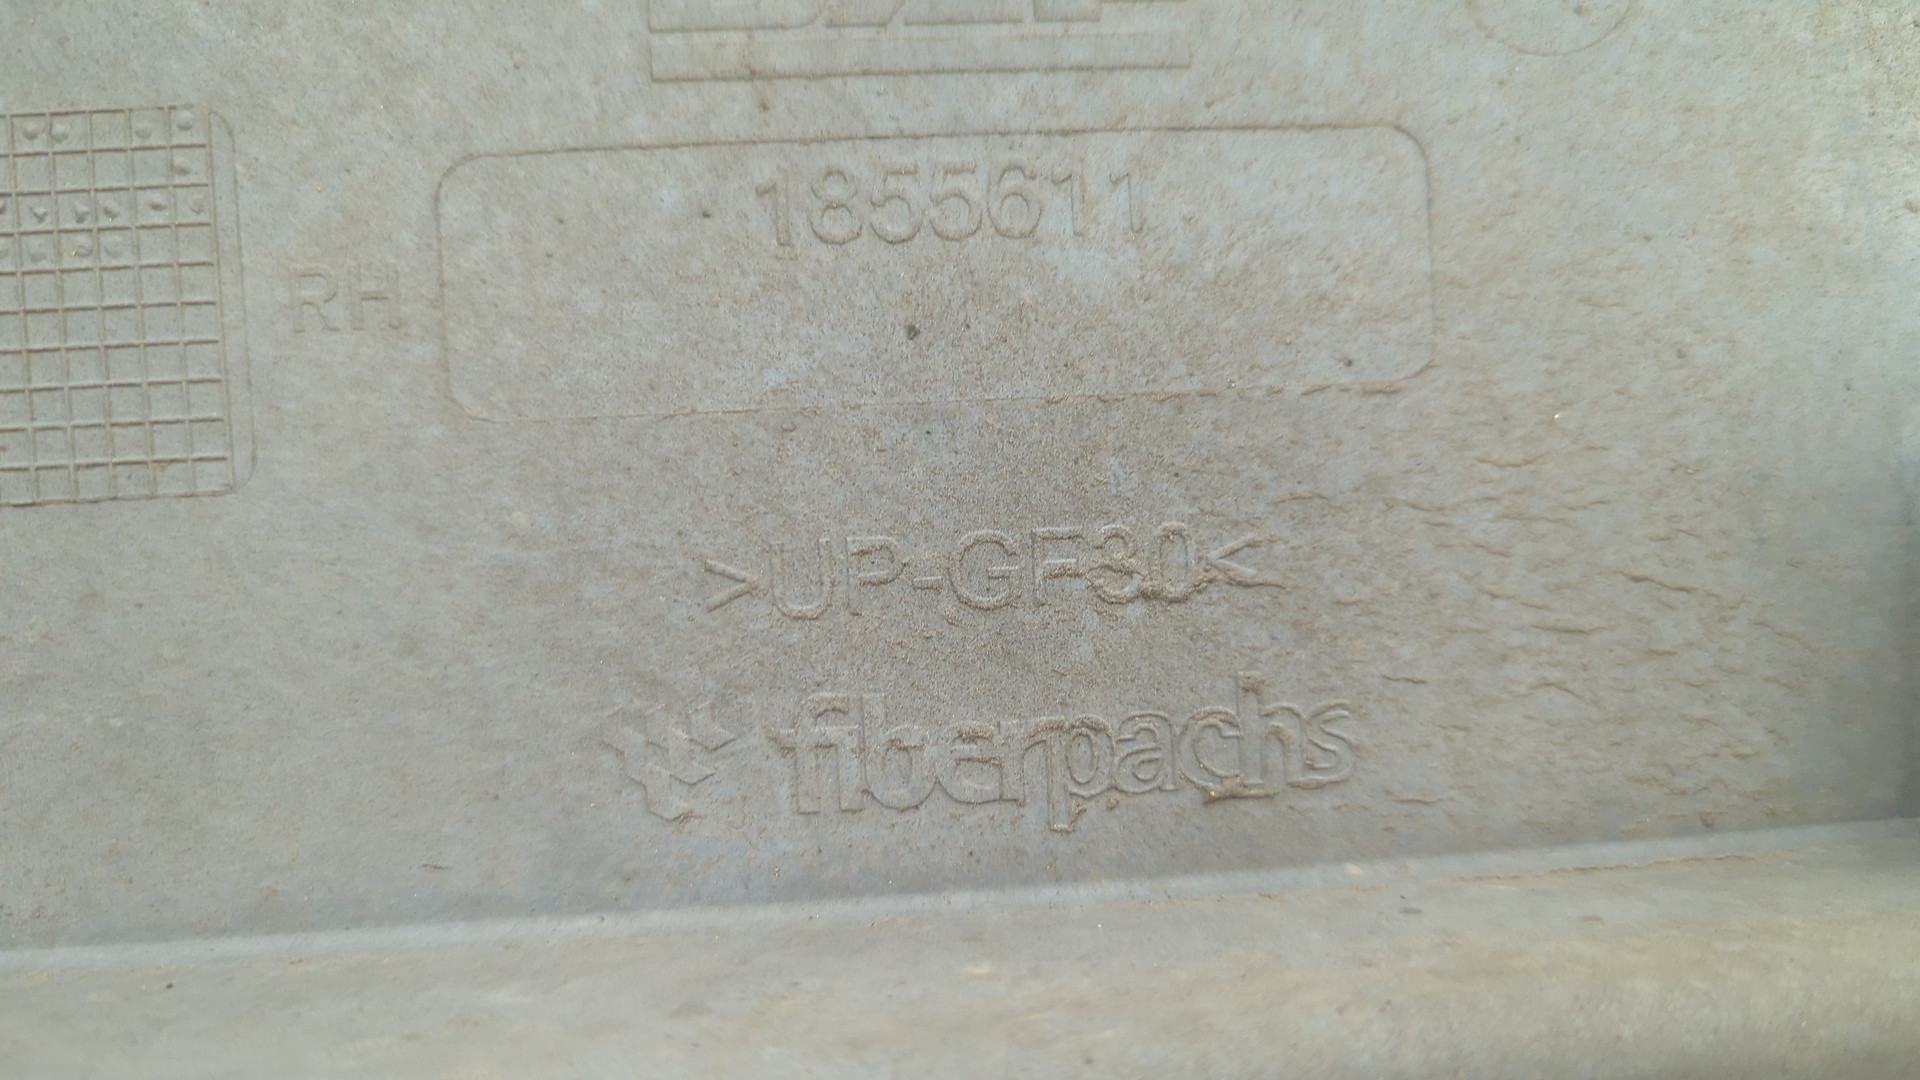 1855611
RH
>UP-GF30<
fiberpachs